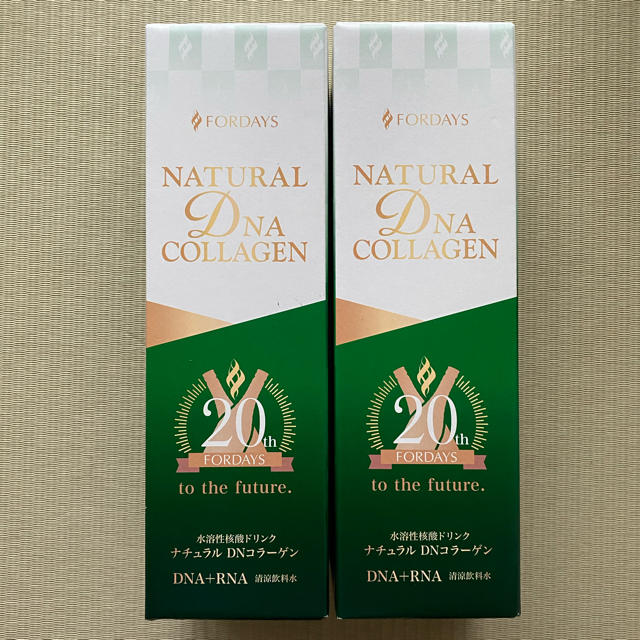 FORDAYS
NATURAL
DNA
COLLAGEN
20th
FORDAYS
to the future.
水溶性核酸ドリンク
ナチュラル DNコラーゲン
DNA+RNA 清涼飲料水
FORDAYS
NATURAL
DNA
COLLAGEN
20th
FORDAYS
to the future.
水溶性核酸ドリンク
ナチュラル DNコラーゲン
DNA+RNA 清涼飲料水